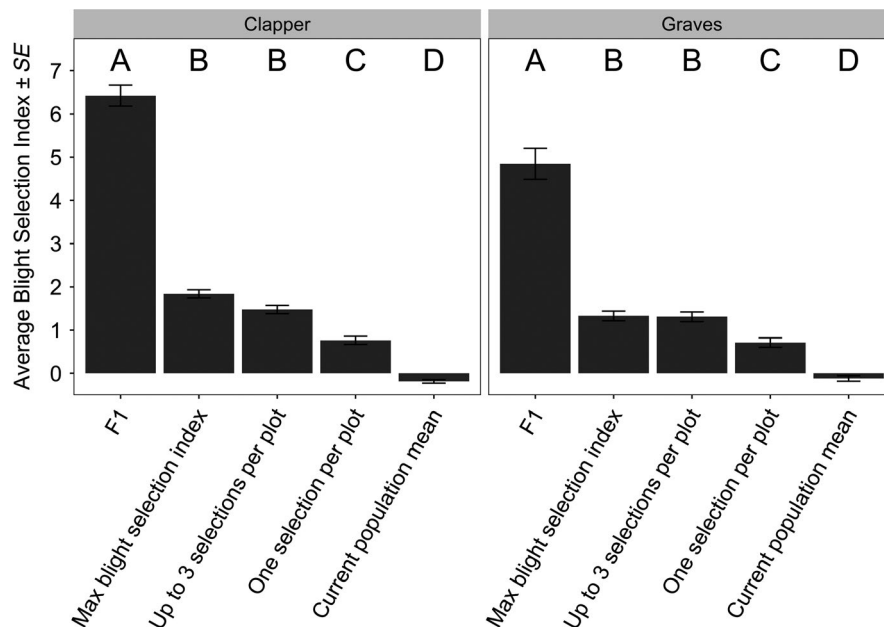 Clapper
Graves
Average Blight Selection Index ± SE
A B B C D
A B B C D
7
6
5
4
3
2
1
0
F1
Max blight selection index
Up to 3 selections per plot
One selection per plot
Current population mean
F1
Max blight selection index
Up to 3 selections per plot
One selection per plot
Current population mean